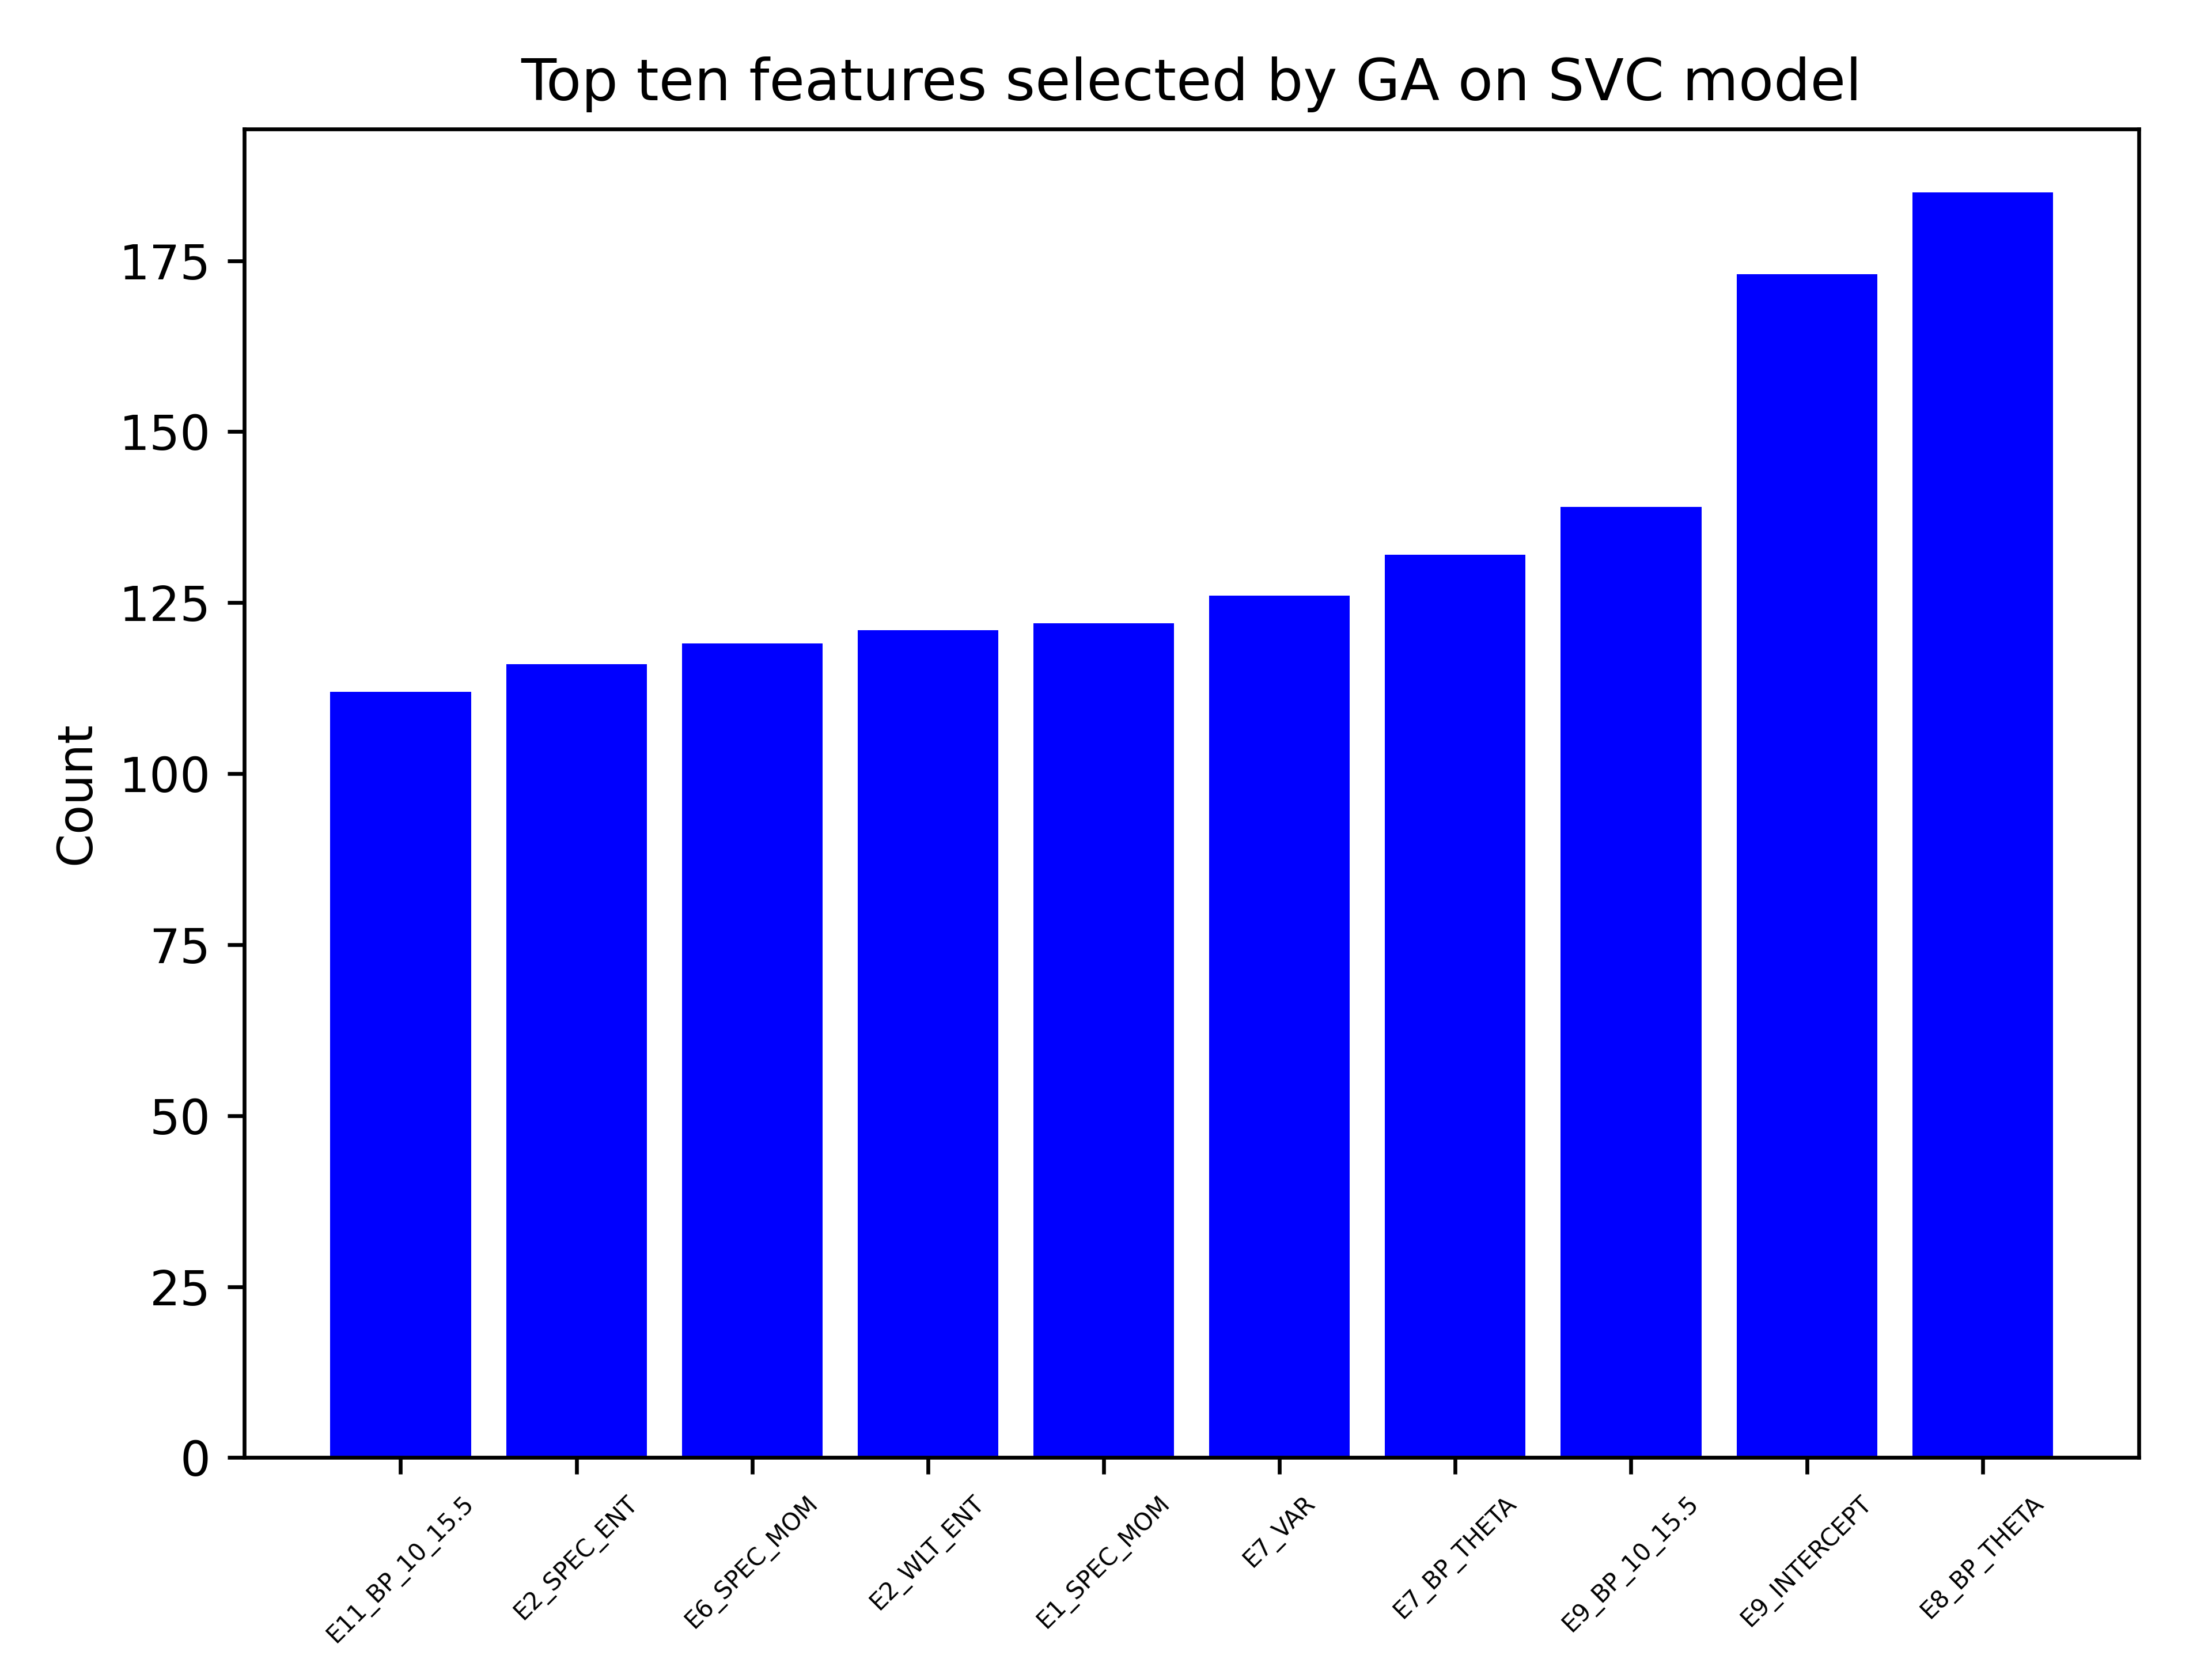 Top ten features selected by GA on SVC model
Count
175
150
125
100
75
50
25
0
E11_BP_10_15.5
E2_SPEC_ENT
E6_SPEC_MOM
E2_WLT_ENT
E1_SPEC_MOM
E7_VAR
E7_BP_THETA
E9_BP_10_15.5
E9_INTERCEPT
E8_BP_THETA